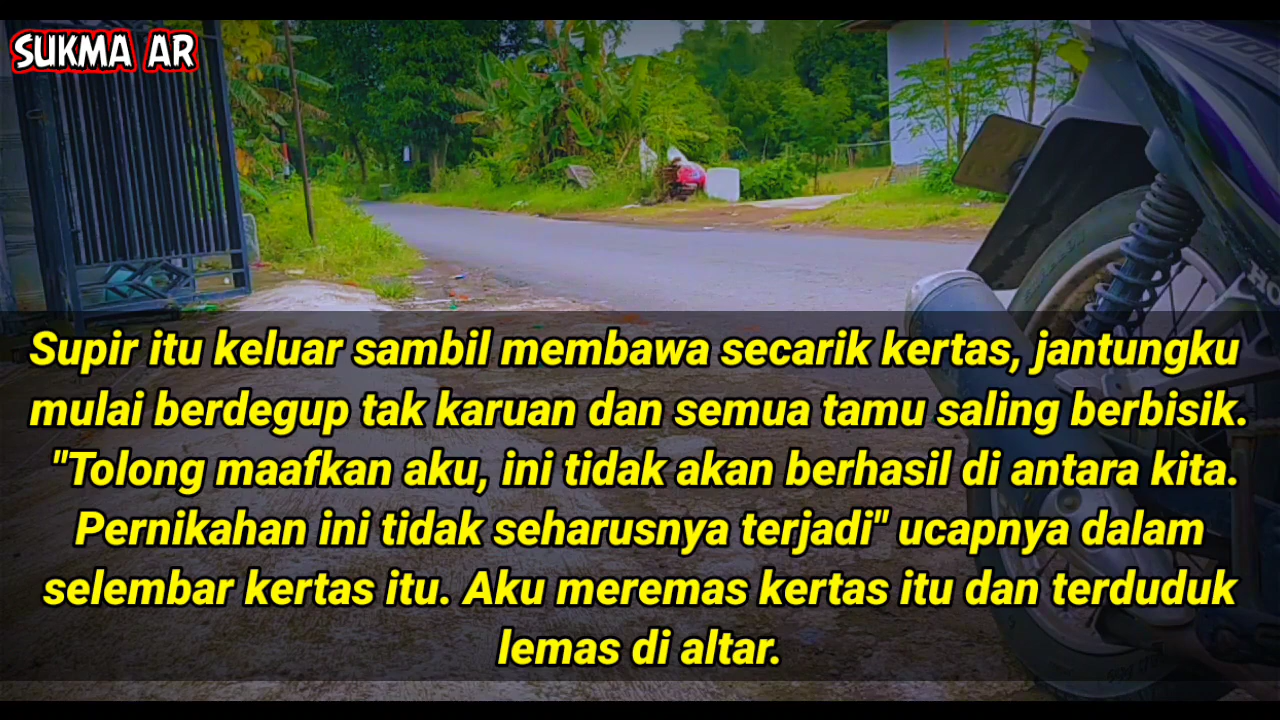 SUKMA AR
Supir itu keluar sambil membawa secarik kertas, jantungku
mulai berdegup tak karuan dan semua tamu saling berbisik.
"Tolong maafkan aku, ini tidak akan berhasil di antara kita.
Pernikahan ini tidak seharusnya terjadi" ucapnya dalam
selembar kertas itu. Aku meremas kertas itu dan terduduk
lemas di altar.